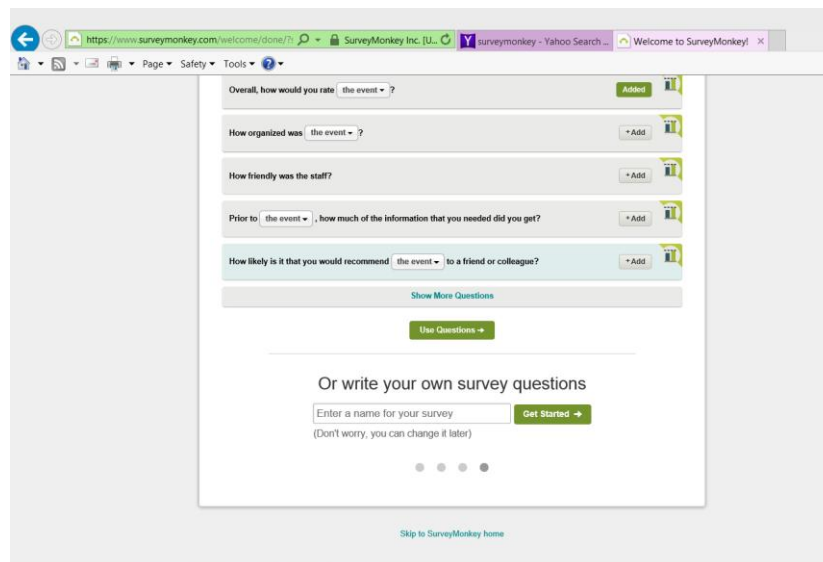 https://www.surveymonkey.com/welcome/done/?
SurveyMonkey Inc. [U...
surveymonkey - Yahoo Search ...
Welcome to SurveyMonkey!
Page Safety Tools
Overall, how would you rate the event ?
Added
How organized was the event ?
+Add
How friendly was the staff?
+Add
Prior to the event , how much of the information that you needed did you get?
+Add
How likely is it that you would recommend the event to a friend or colleague?
+Add
Show More Questions
Use Questions →
Or write your own survey questions
Enter a name for your survey
Get Started →
(Don't worry, you can change it later)
Skip to SurveyMonkey home